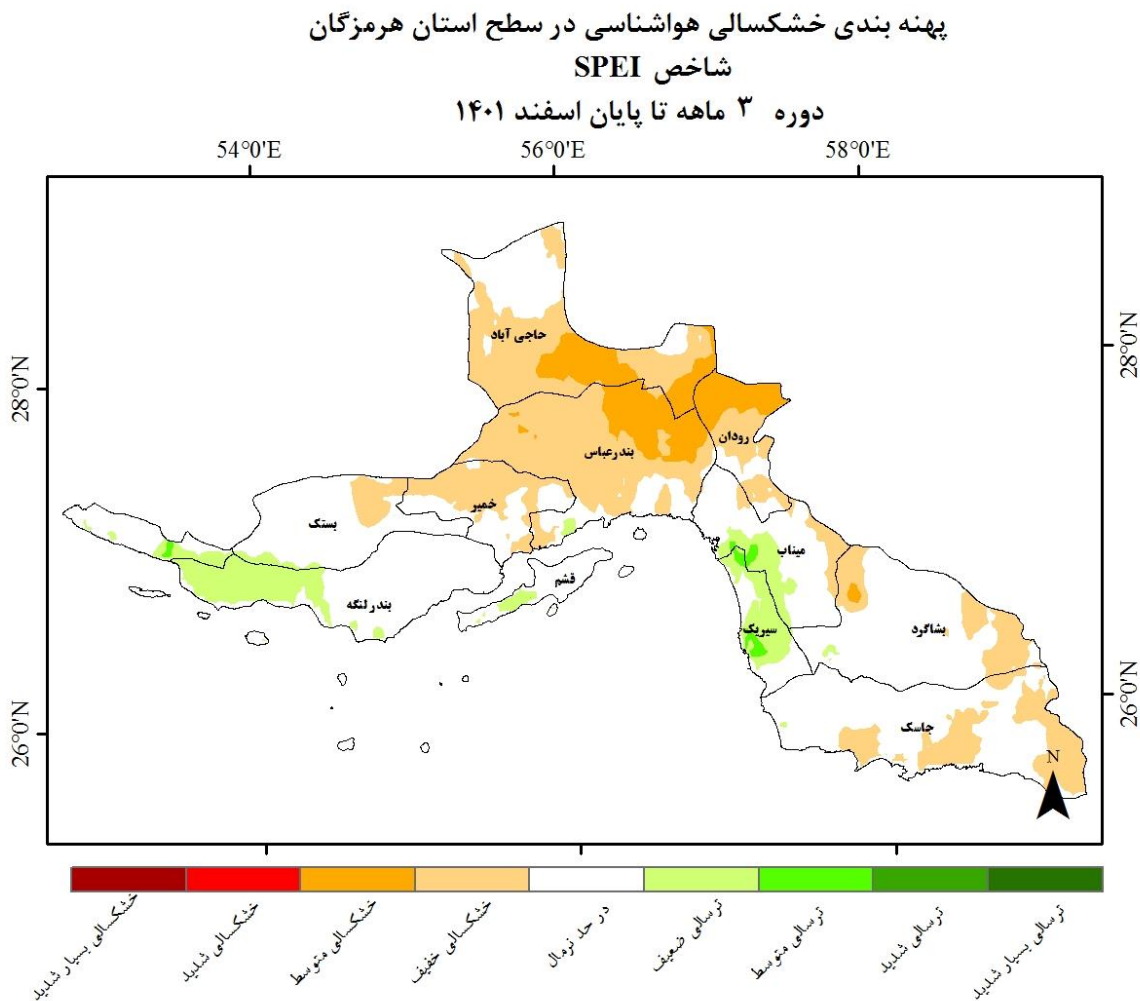 پهنه بندی خشکسالی هواشناسی در سطح استان هرمزگان
شاخص SPEI
دوره ۳ ماهه تا پایان اسفند ۱۴۰۱
54°0'E
56°0'E
58°0'E
28°0'N
28°0'N
26°0'N
26°0'N
حاجی آباد
رودان
بندرعباس
خمیر
بستک
میناب
قشم
بندر لنگه
سیریک
بشاگرد
جاسک
N
خشکسالی بسیار شدید
خشکسالی شدید
خشکسالی متوسط
خشکسالی خفیف
در حد نرمال
ترسالی ضعیف
ترسالی متوسط
ترسالی شدید
ترسالی بسیار شدید